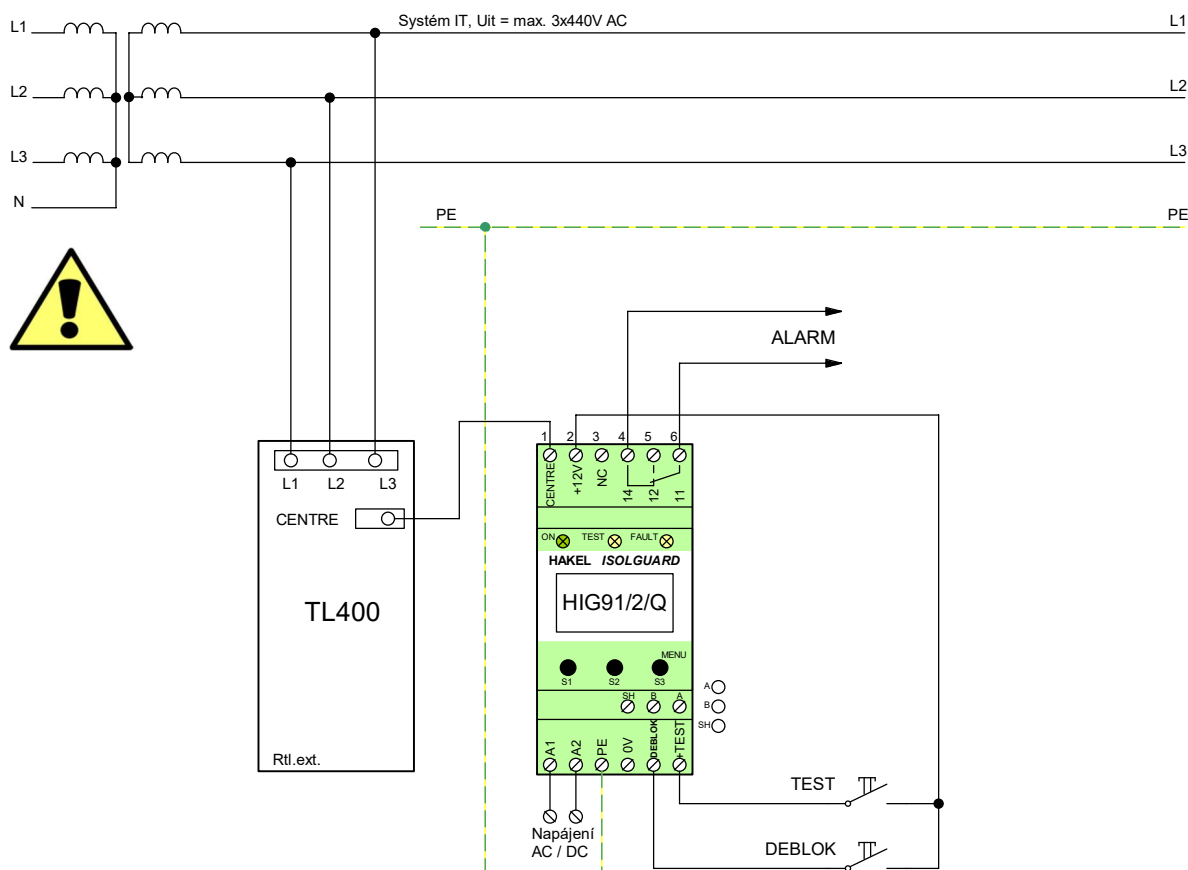 Systém IT, Uit = max. 3x440V AC
L1
L1
L2
L2
L3
L3
N
PE
PE
ALARM
1
2
3
4
5
6
CENTRE
+12V
NC
14
12
11
L1
L2
L3
CENTRE
TL400
Rtl.ext.
ON
TEST
FAULT
HAKEL ISOLGUARD
HIG91/2/Q
MENU
S1
S2
S3
SH
B
A
A
B
SH
A1
A2
PE
0V
DEBLOK
+TEST
Napájení
AC / DC
TEST
DEBLOK